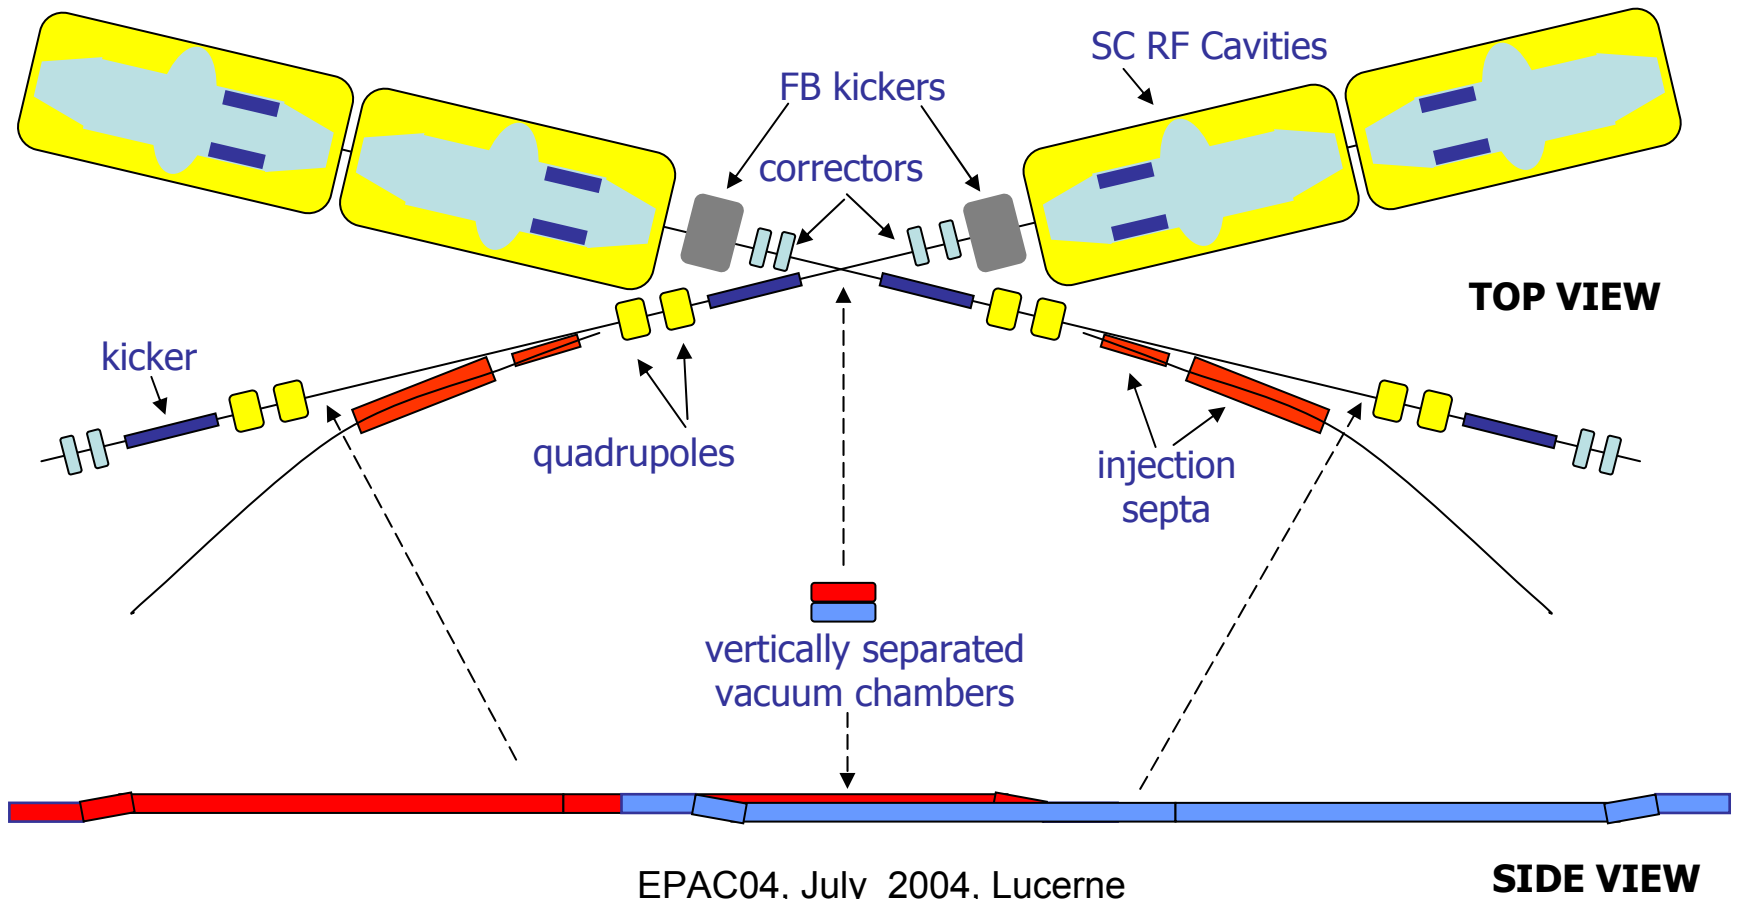 SC RF Cavities
FB kickers
correctors
TOP VIEW
kicker
quadrupoles
injection
septa
vertically separated
vacuum chambers
EPAC04, July 2004, Lucerne
SIDE VIEW